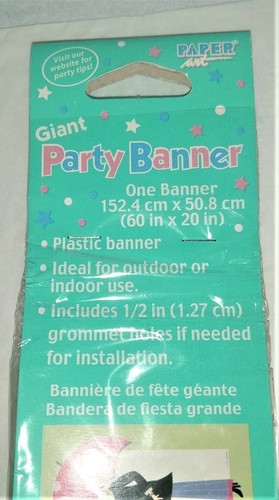 Visit our
website for
party tips!
PAPER
art
Giant
Party Banner
One Banner
152.4 cm x 50.8 cm
(60 in x 20 in)
• Plastic banner
• Ideal for outdoor or
indoor use.
• Includes 1/2 in (1.27 cm)
grommet holes if needed
for installation.
Bannière de fête géante
Bandera de fiesta grande